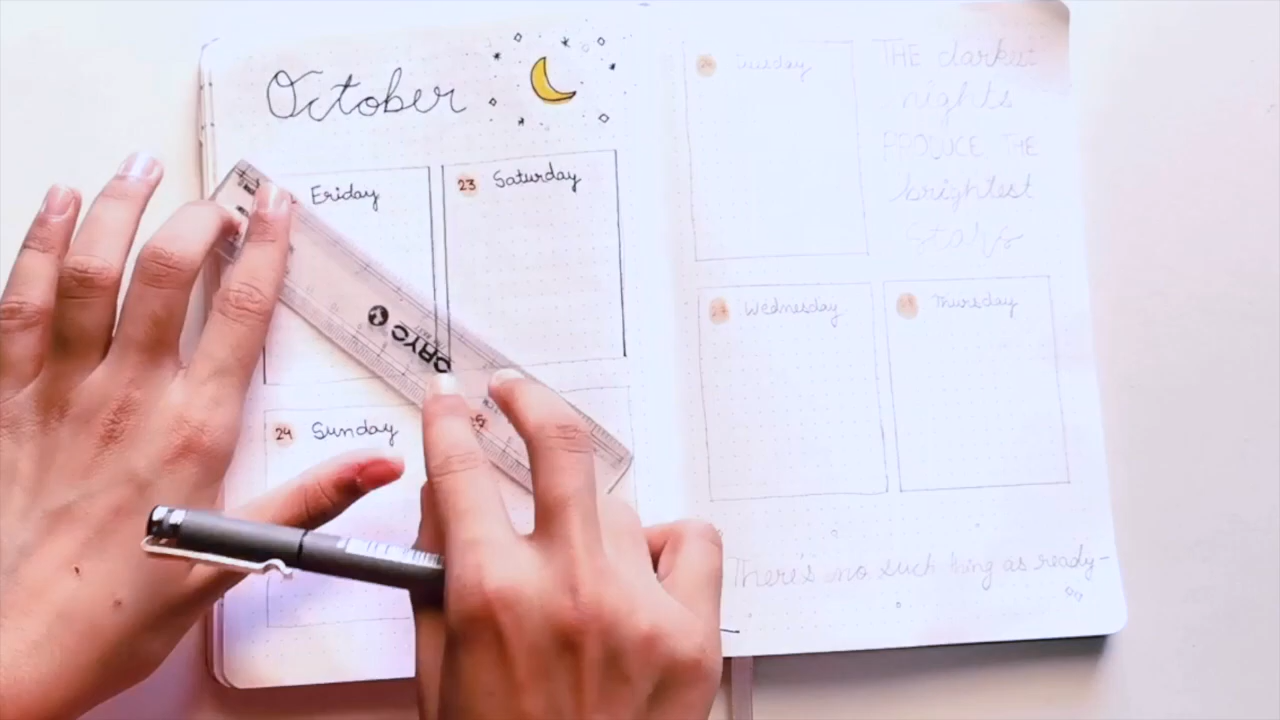 October
Friday
23 Saturday
24 Sunday
Tuesday
THE darkest
nights
PRODUCE THE
brightest
stars
27 Wednesday
Thursday
There's no such thing as ready-